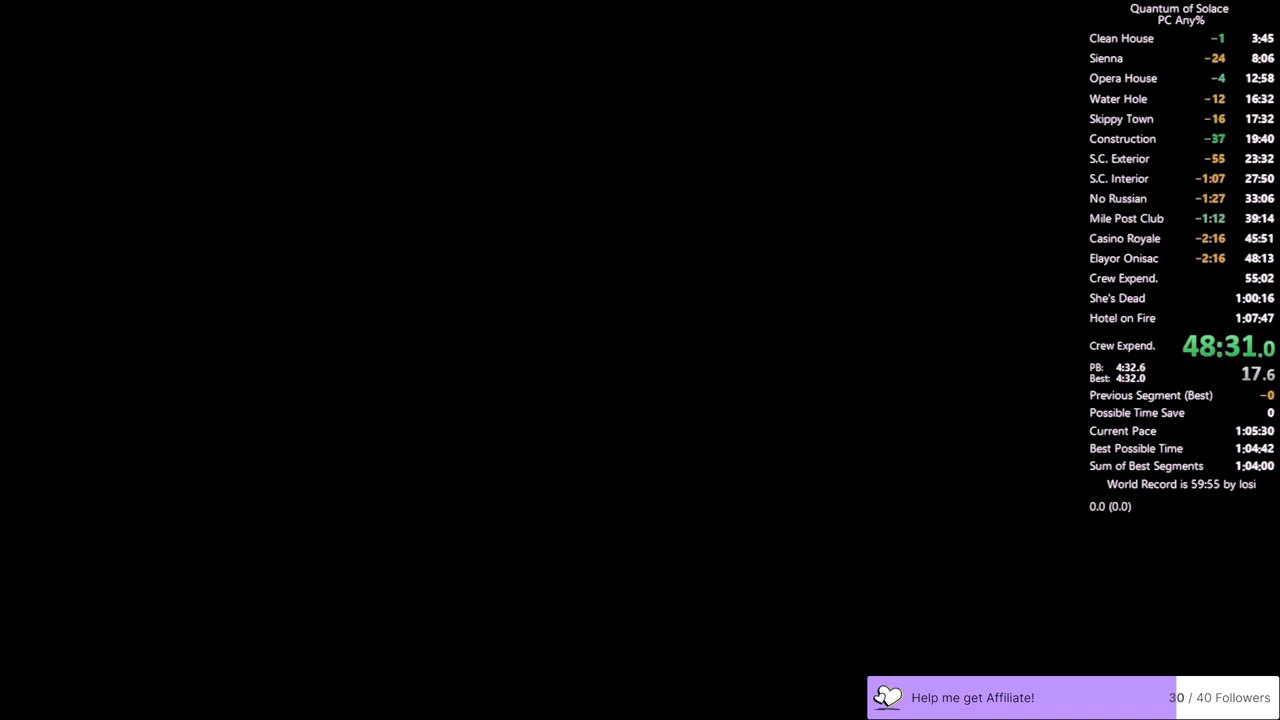 Quantum of Solace
PC Any%
Clean House −1 3:45
Sienna −24 8:06
Opera House −4 12:58
Water Hole −12 16:32
Skippy Town −16 17:32
Construction −37 19:40
S.C. Exterior −55 23:32
S.C. Interior −1:07 27:50
No Russian −1:27 33:06
Mile Post Club −1:12 39:14
Casino Royale −2:16 45:51
Elayor Onisac −2:16 48:13
Crew Expend. 55:02
She's Dead 1:00:16
Hotel on Fire 1:07:47
Crew Expend. 48:31.0
PB: 4:32.6
Best: 4:32.0 17.6
Previous Segment (Best) −0
Possible Time Save 0
Current Pace 1:05:30
Best Possible Time 1:04:42
Sum of Best Segments 1:04:00
World Record is 59:55 by losi
0.0 (0.0)
Help me get Affiliate! 30 / 40 Followers